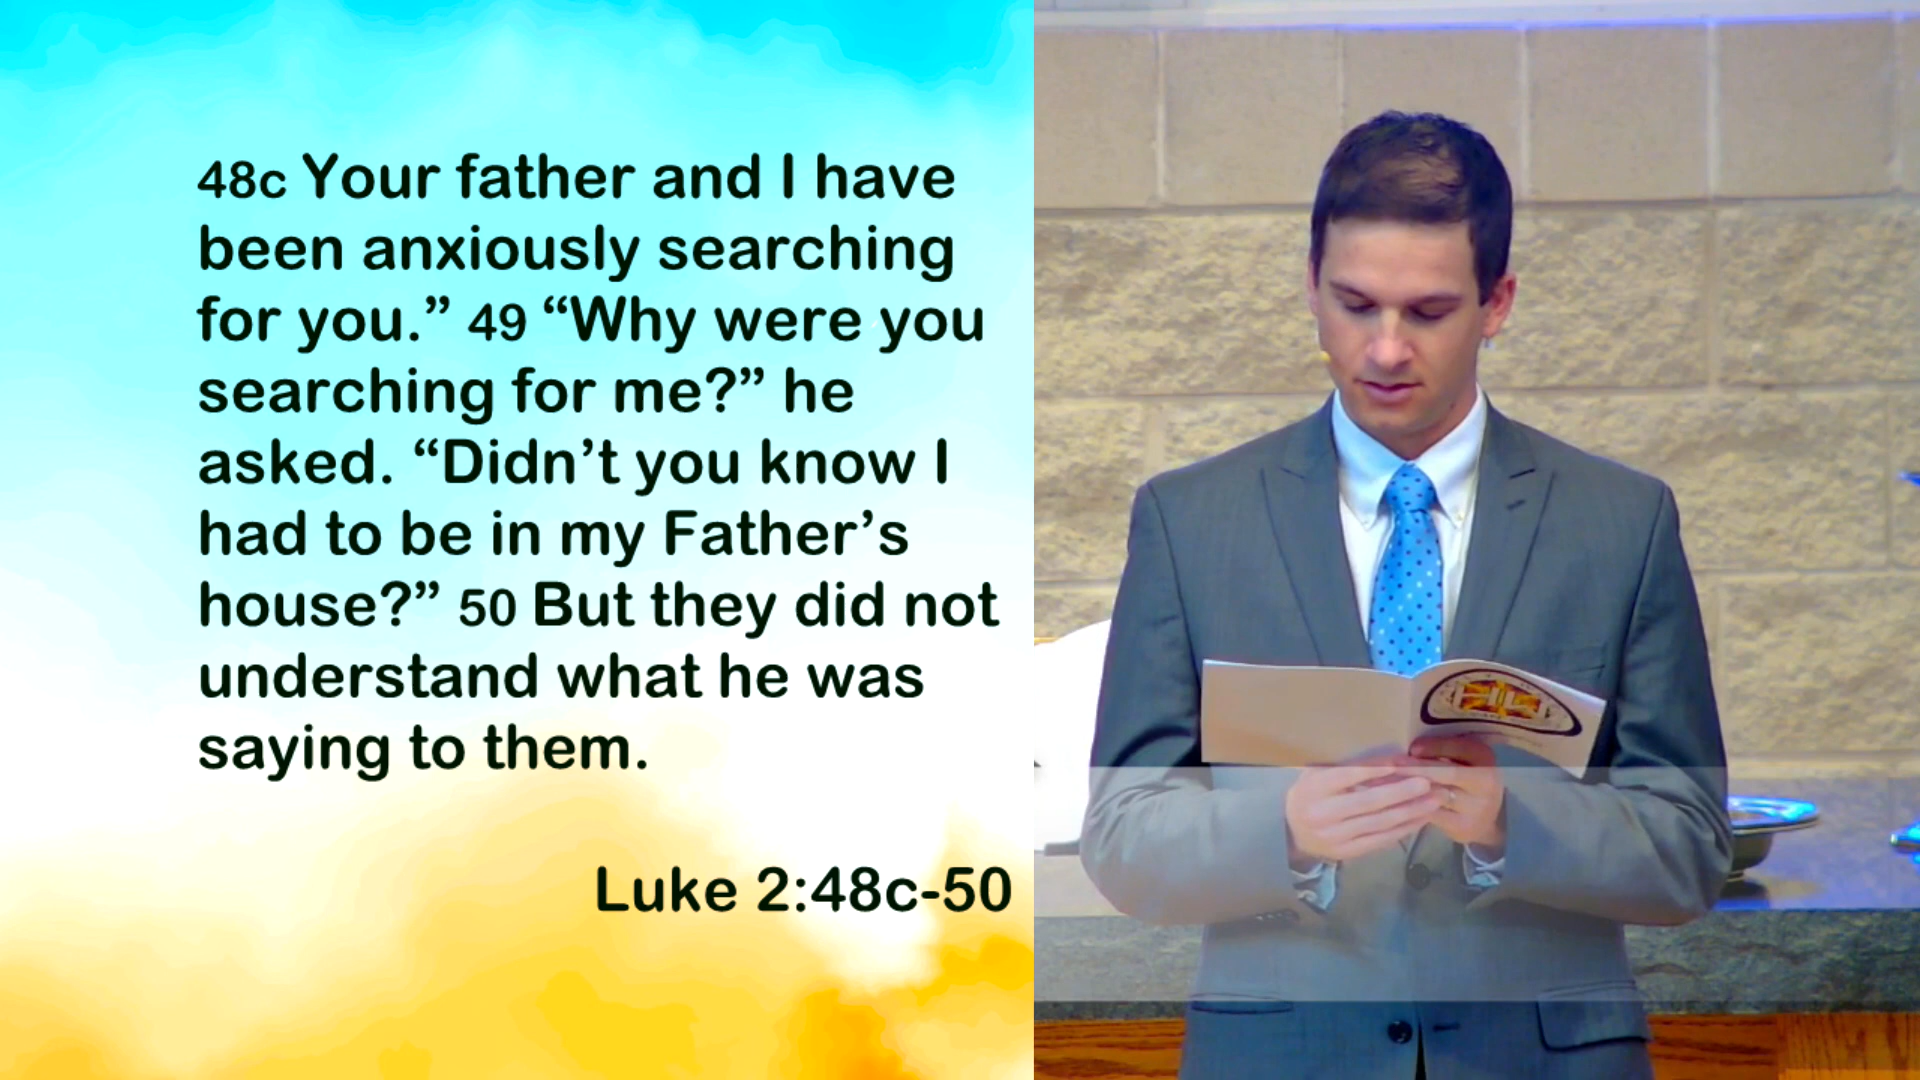 48c Your father and I have
been anxiously searching
for you.” 49 “Why were you
searching for me?” he
asked. “Didn’t you know I
had to be in my Father’s
house?” 50 But they did not
understand what he was
saying to them.
Luke 2:48c-50